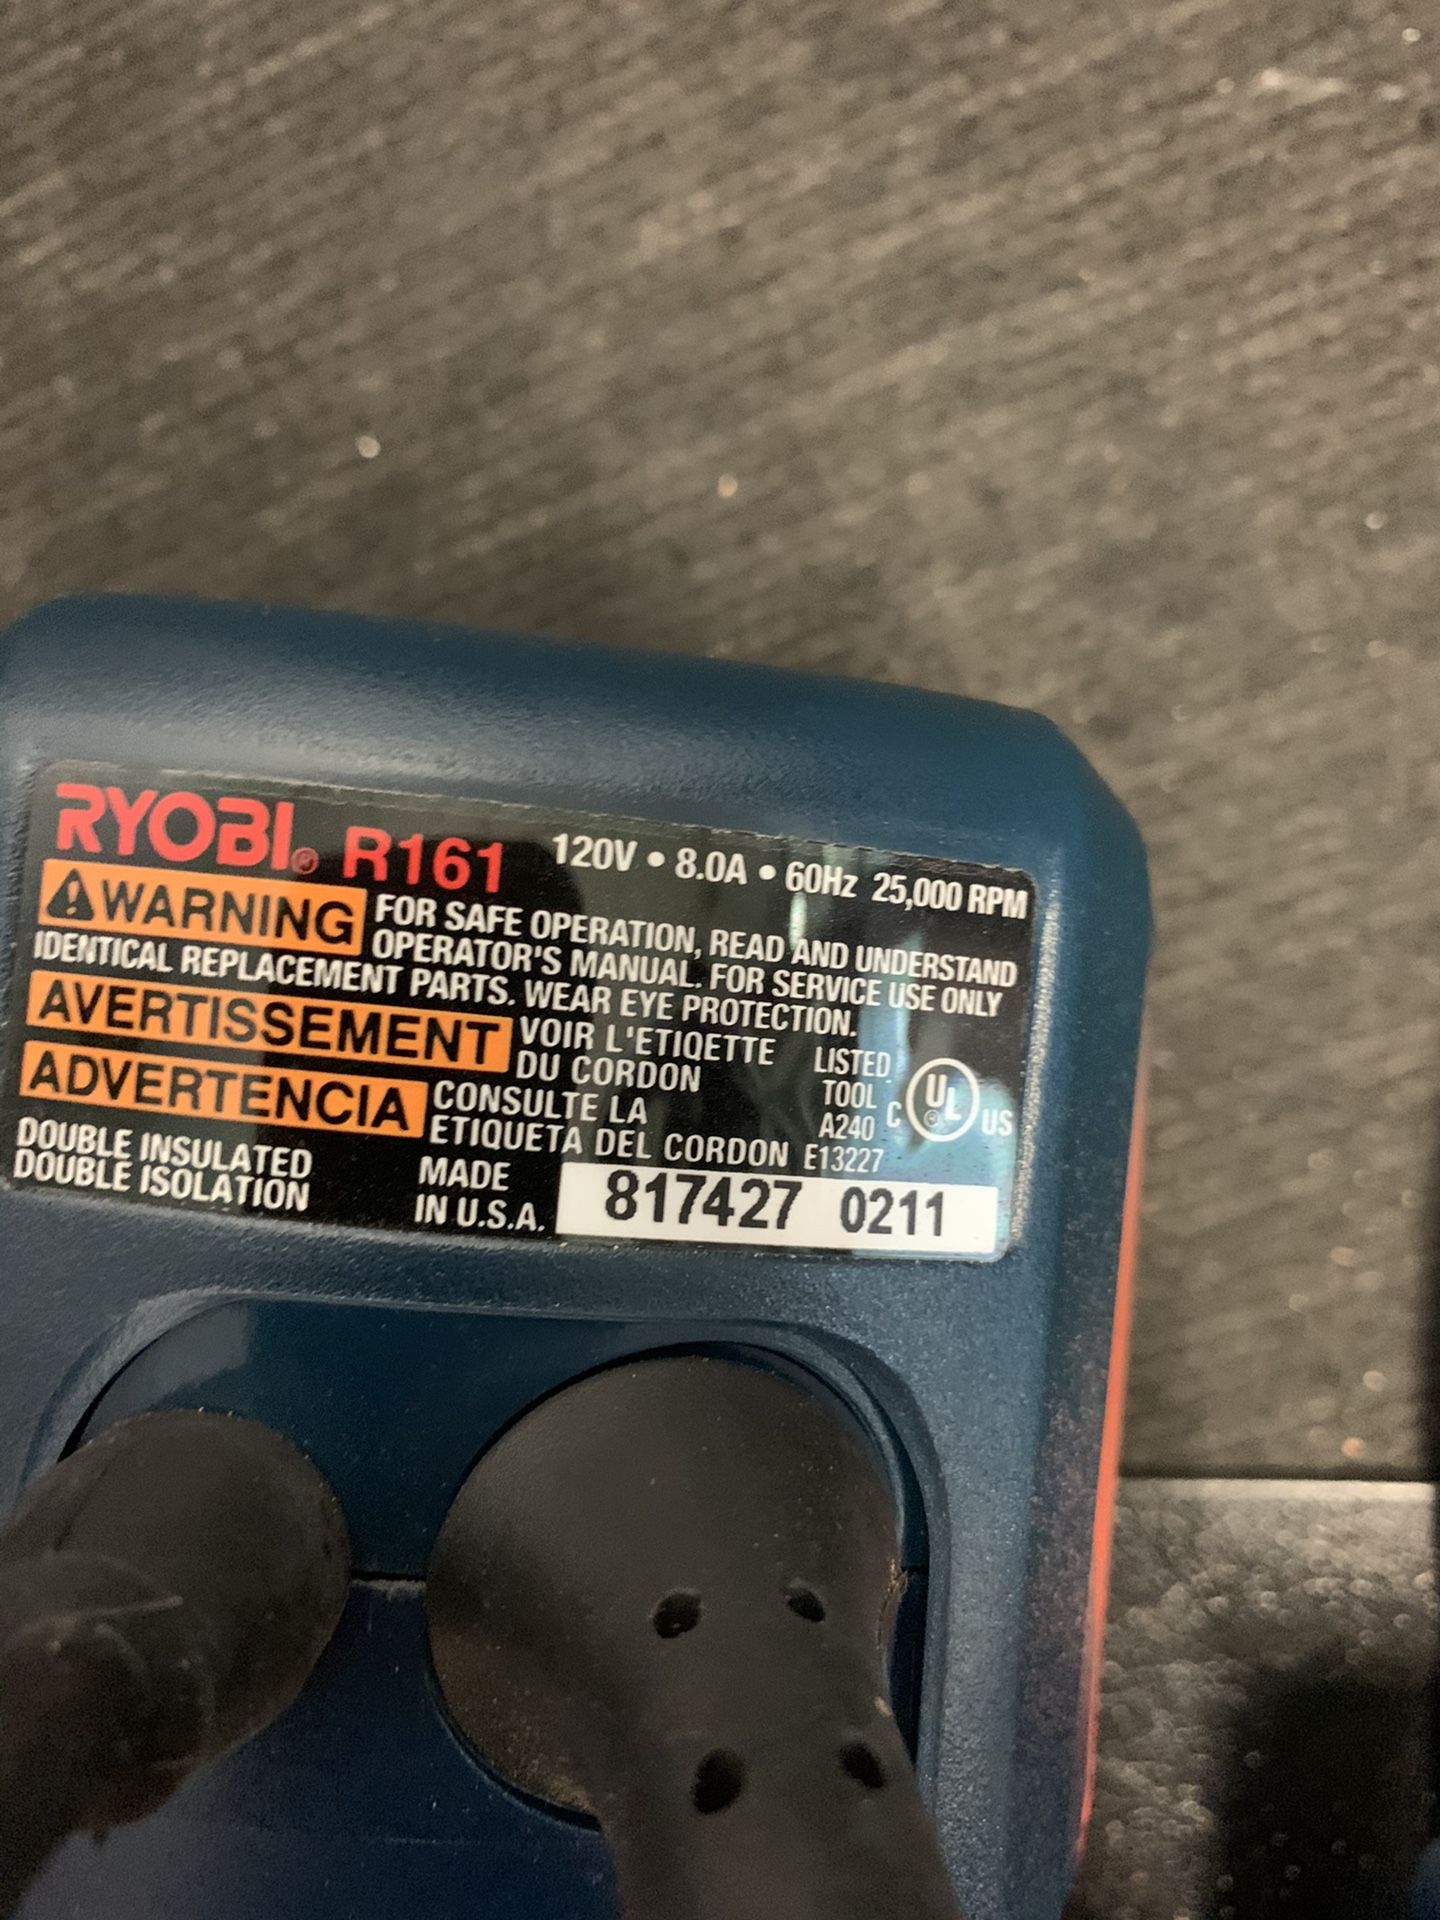 RYOBI® R161 120V • 8.0A • 60Hz 25,000 RPM
⚠WARNING FOR SAFE OPERATION, READ AND UNDERSTAND
OPERATOR'S MANUAL. FOR SERVICE USE ONLY
IDENTICAL REPLACEMENT PARTS. WEAR EYE PROTECTION.
AVERTISSEMENT VOIR L'ETIQETTE
DU CORDON
ADVERTENCIA CONSULTE LA
ETIQUETA DEL CORDON
LISTED
TOOL
A240
E13227
C UL® US
DOUBLE INSULATED
DOUBLE ISOLATION
MADE
IN U.S.A.
817427 0211